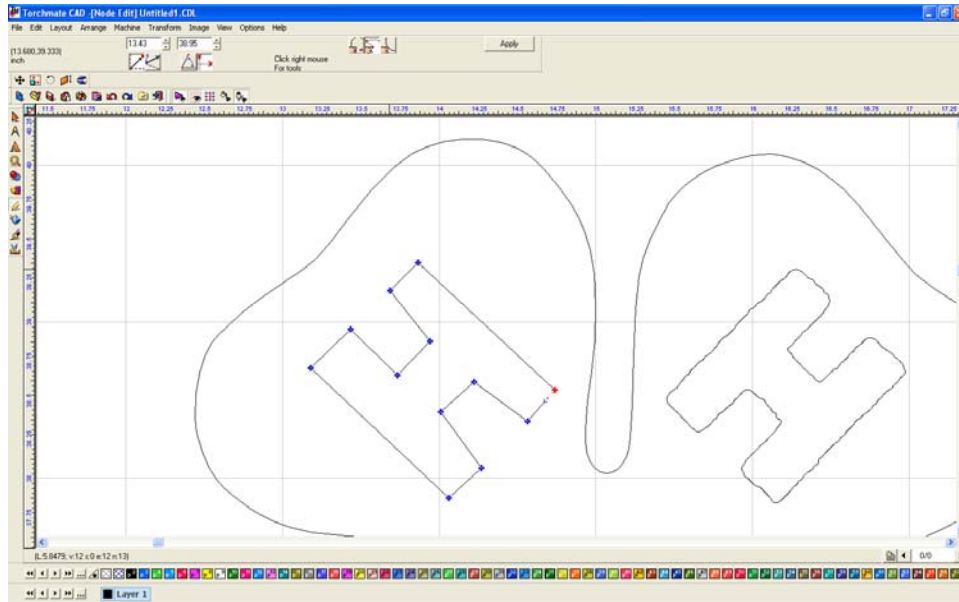 Torchmate CAD -[Node Edit] Untitled1.CDL
File Edit Layout Arrange Machine Transform Image View Options Help
13.43 38.95
Apply
(13.680,39.333)
inch
Click right mouse
For tools
11.5 11.75 12 12.25 12.5 12.75 13 13.25 13.5 13.75 14 14.25 14.5 14.75 15 15.25 15.5 15.75 16 16.25 16.5 16.75 17 17.25
(L:5.8479; v:12 c:0 e:12 n:13)
0/0
Layer 1